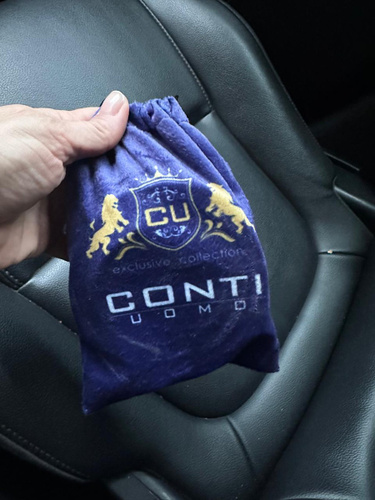 CU
exclusive collection
CONTI
UOMO